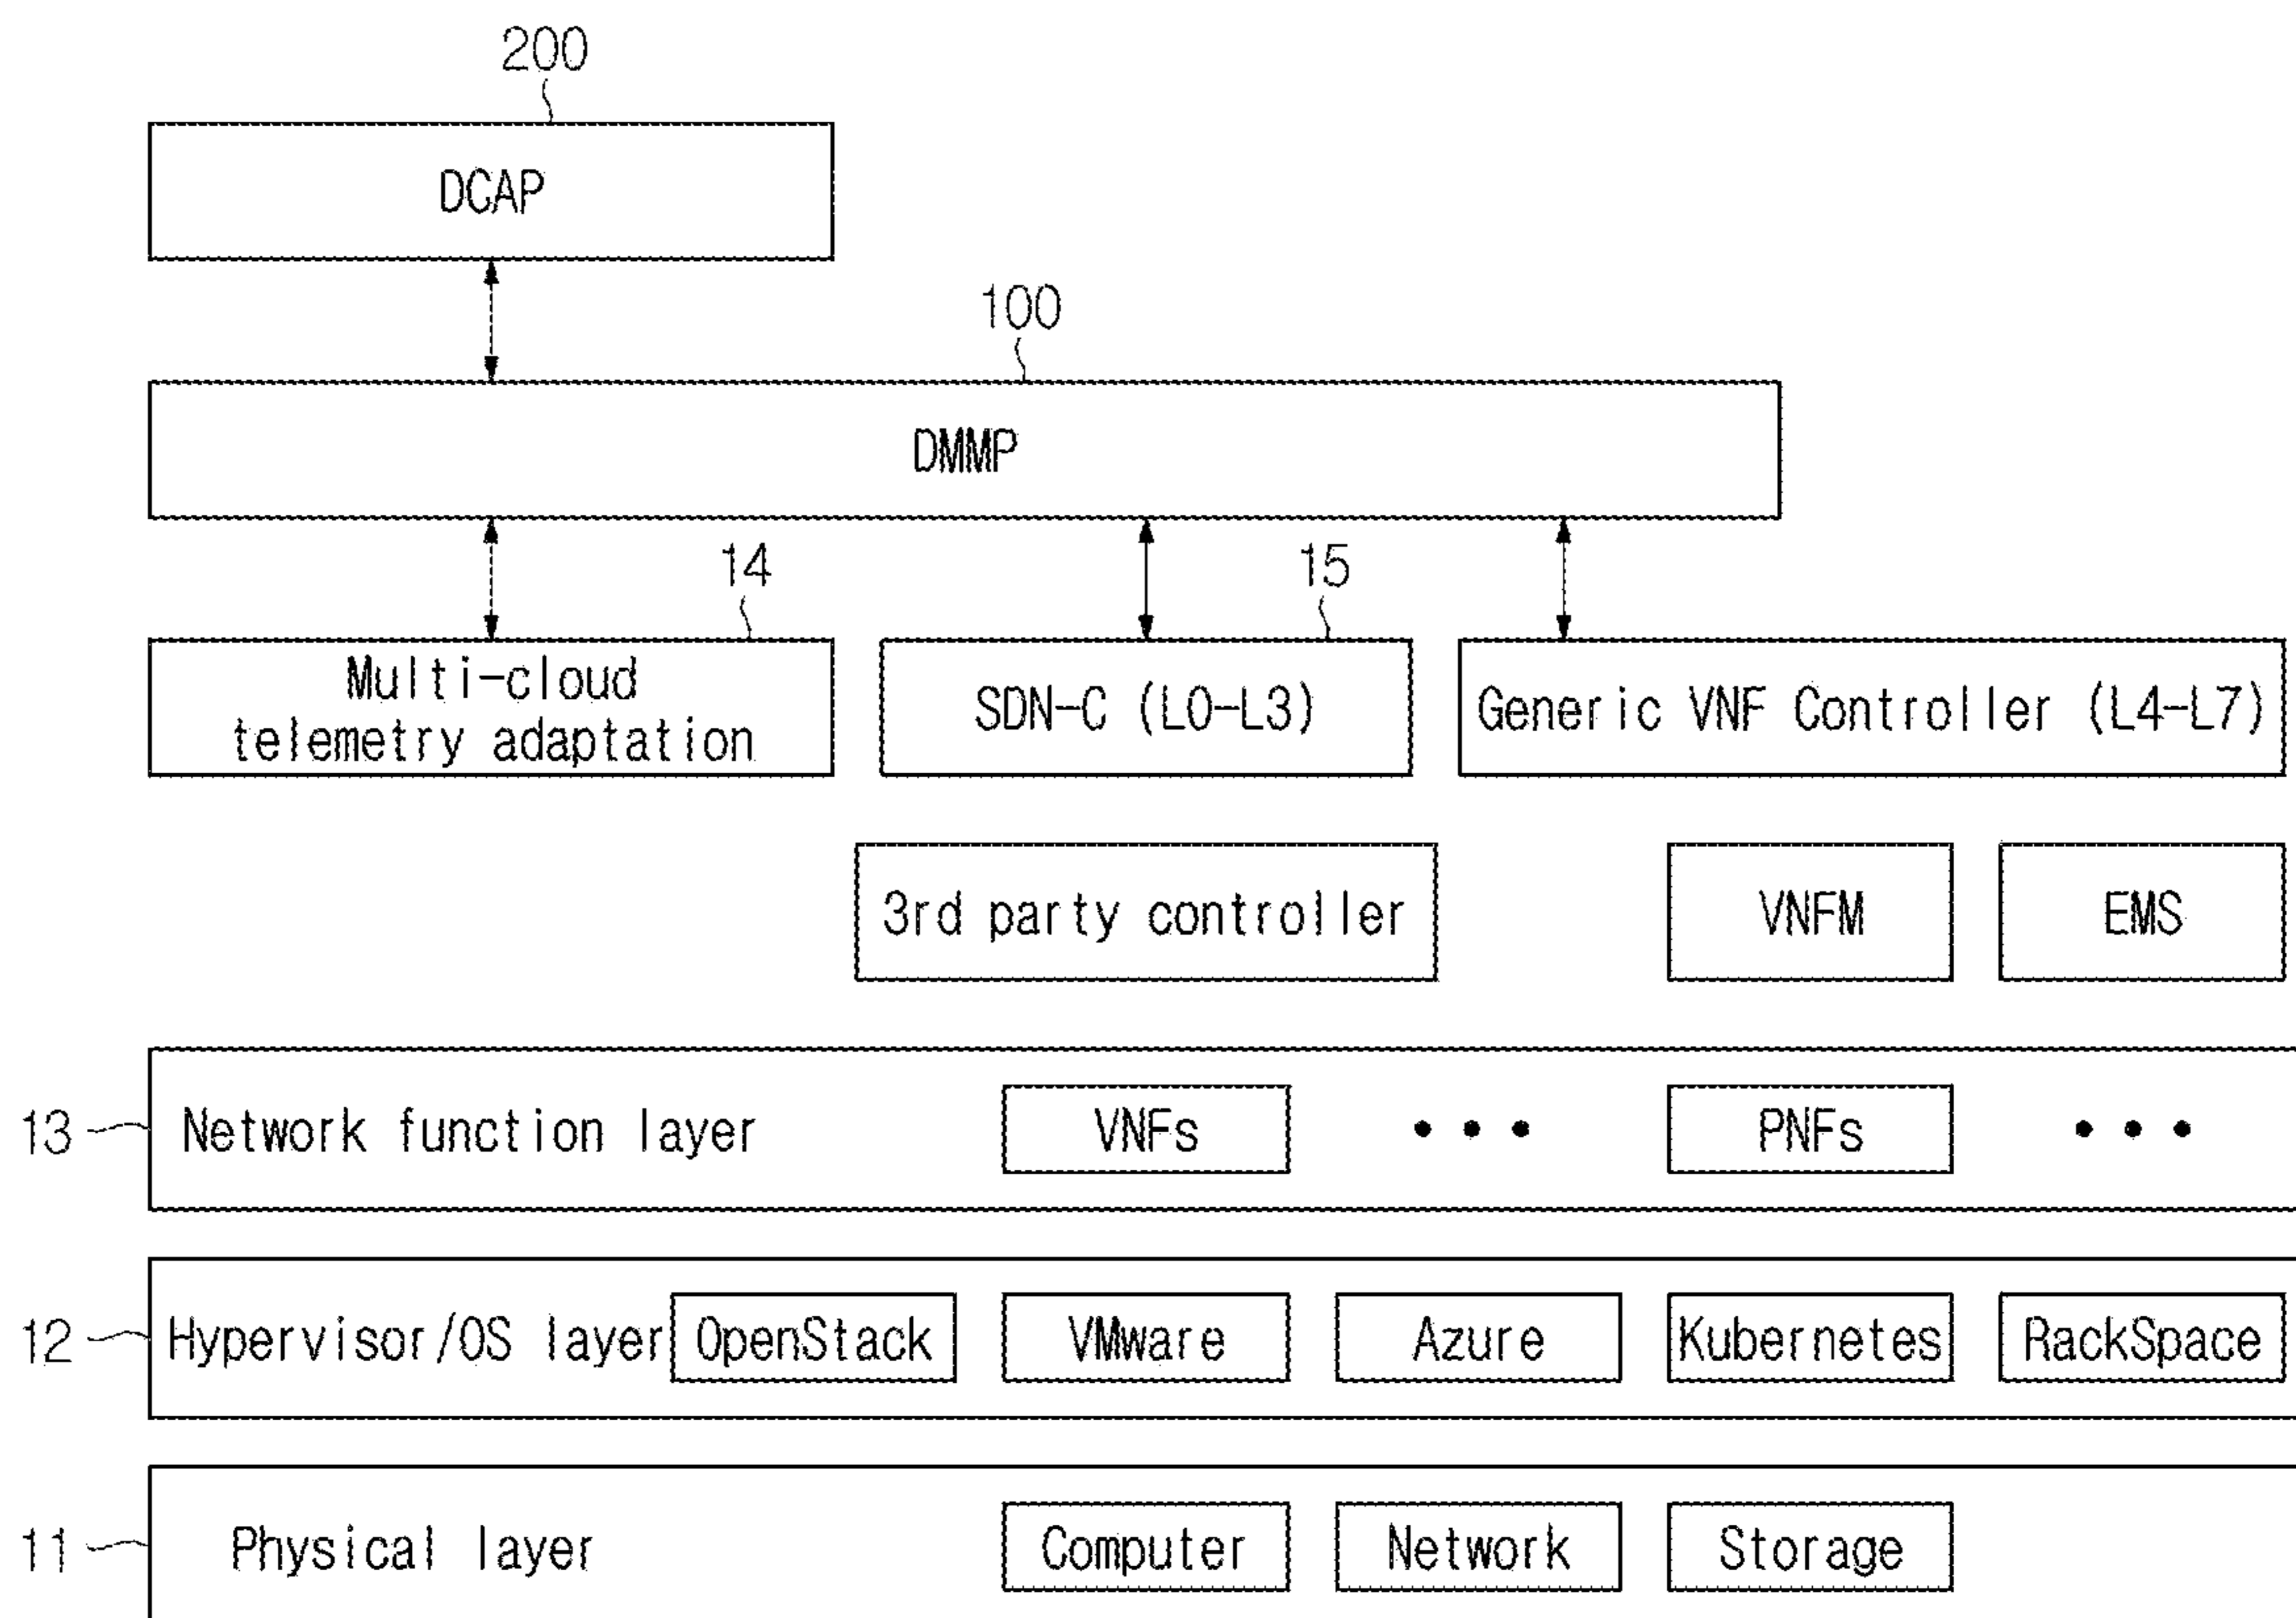 200
DCAP
100
DMMP
14
15
Multi-cloud
telemetry adaptation
SDN-C (L0-L3)
Generic VNF Controller (L4-L7)
3rd party controller
VNFM
EMS
13
Network function layer
VNFs
• • •
PNFs
• • •
12
Hypervisor/OS layer
OpenStack
VMware
Azure
Kubernetes
RackSpace
11
Physical layer
Computer
Network
Storage